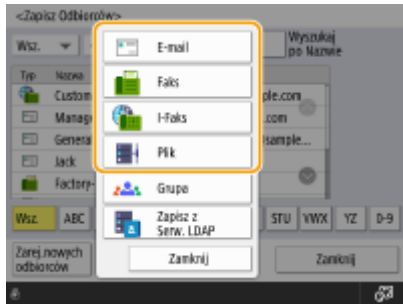 <Zapisz Odbiorców>
Wsz.
Wyszukaj
po Nazwie
E-mail
Typ
Nazwa
Faks
Custom
ple.com
I-Faks
Manag
.com
Genera
sample...
Plik
Jack
Factory-
Grupa
Wsz.
ABC
STU
VWX
YZ
0-9
Zapisz z
Serw. LDAP
Zarej.nowych
odbiorców
Zamknij
Zamknij